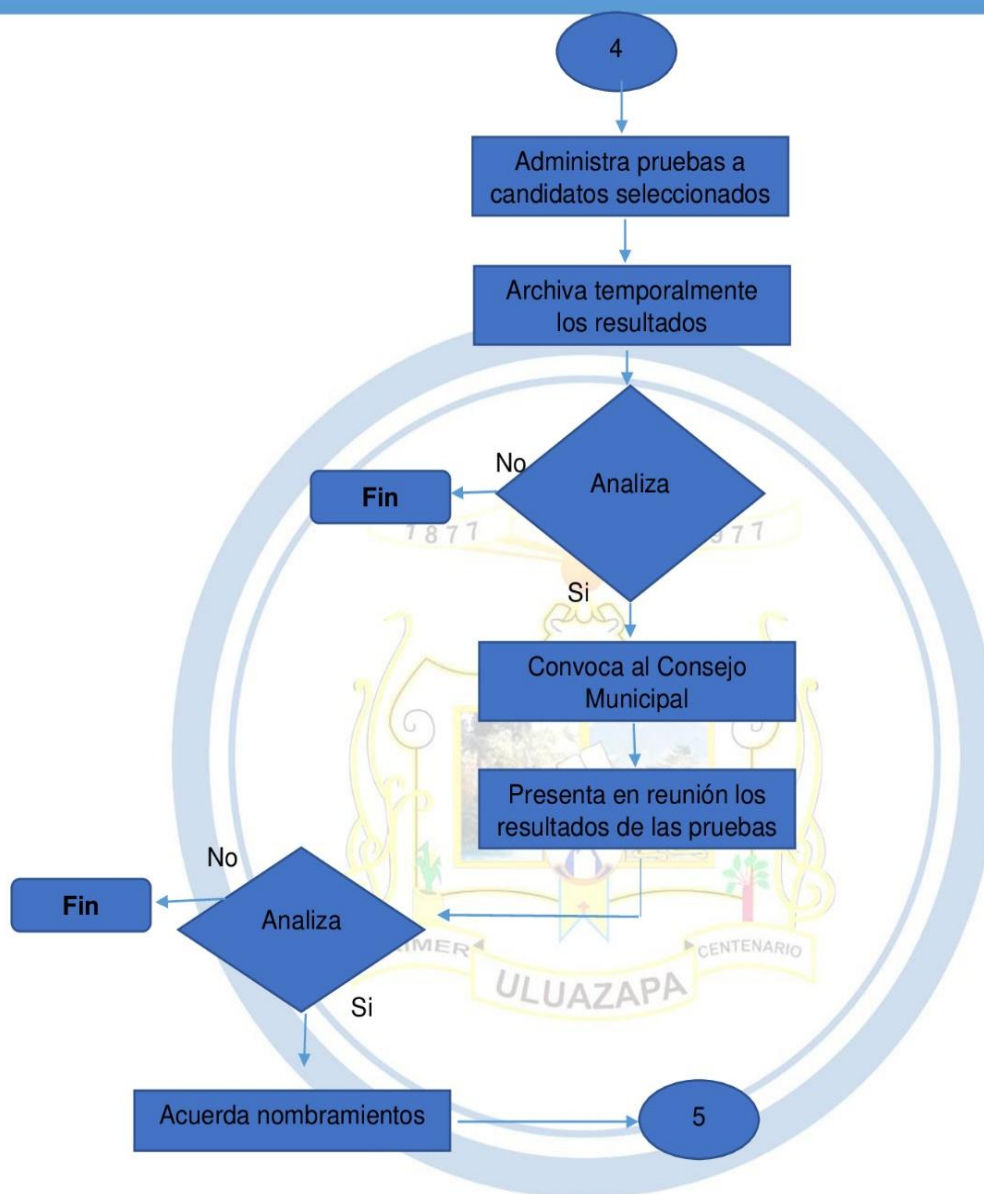 4
Administra pruebas a
candidatos seleccionados
Archiva temporalmente
los resultados
No
Analiza
Fin
1877
977
Si
Convoca al Consejo
Municipal
Presenta en reunión los
resultados de las pruebas
No
Fin
Analiza
RIMER
CENTENARIO
ULUAZAPA
Si
Acuerda nombramientos
5